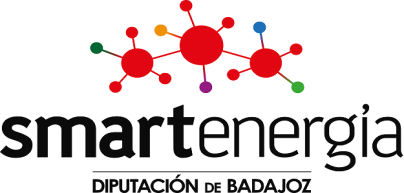 smartenergía
DIPUTACIÓN DE BADAJOZ